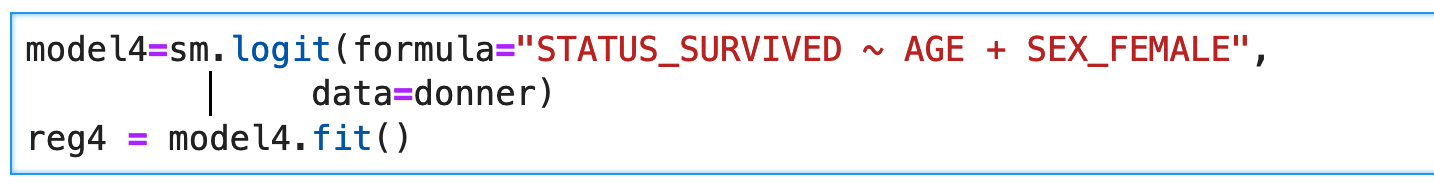 model4=sm.logit(formula="STATUS_SURVIVED ~ AGE + SEX_FEMALE",
data=donner)
reg4 = model4.fit()